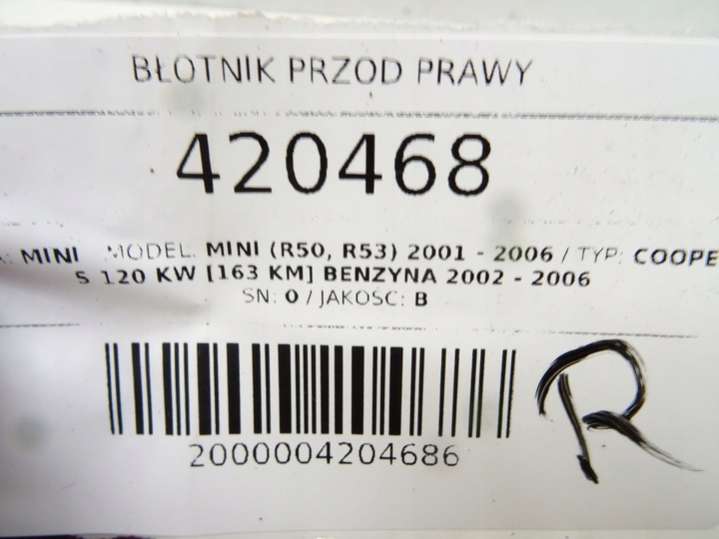 BŁOTNIK PRZOD PRAWY
420468
: MINI MODEL: MINI (R50, R53) 2001 - 2006 / TYP: COOPE
S 120 KW [163 KM] BENZYNA 2002 - 2006
SN: 0 / JAKOŚĆ: B
2000004204686
R